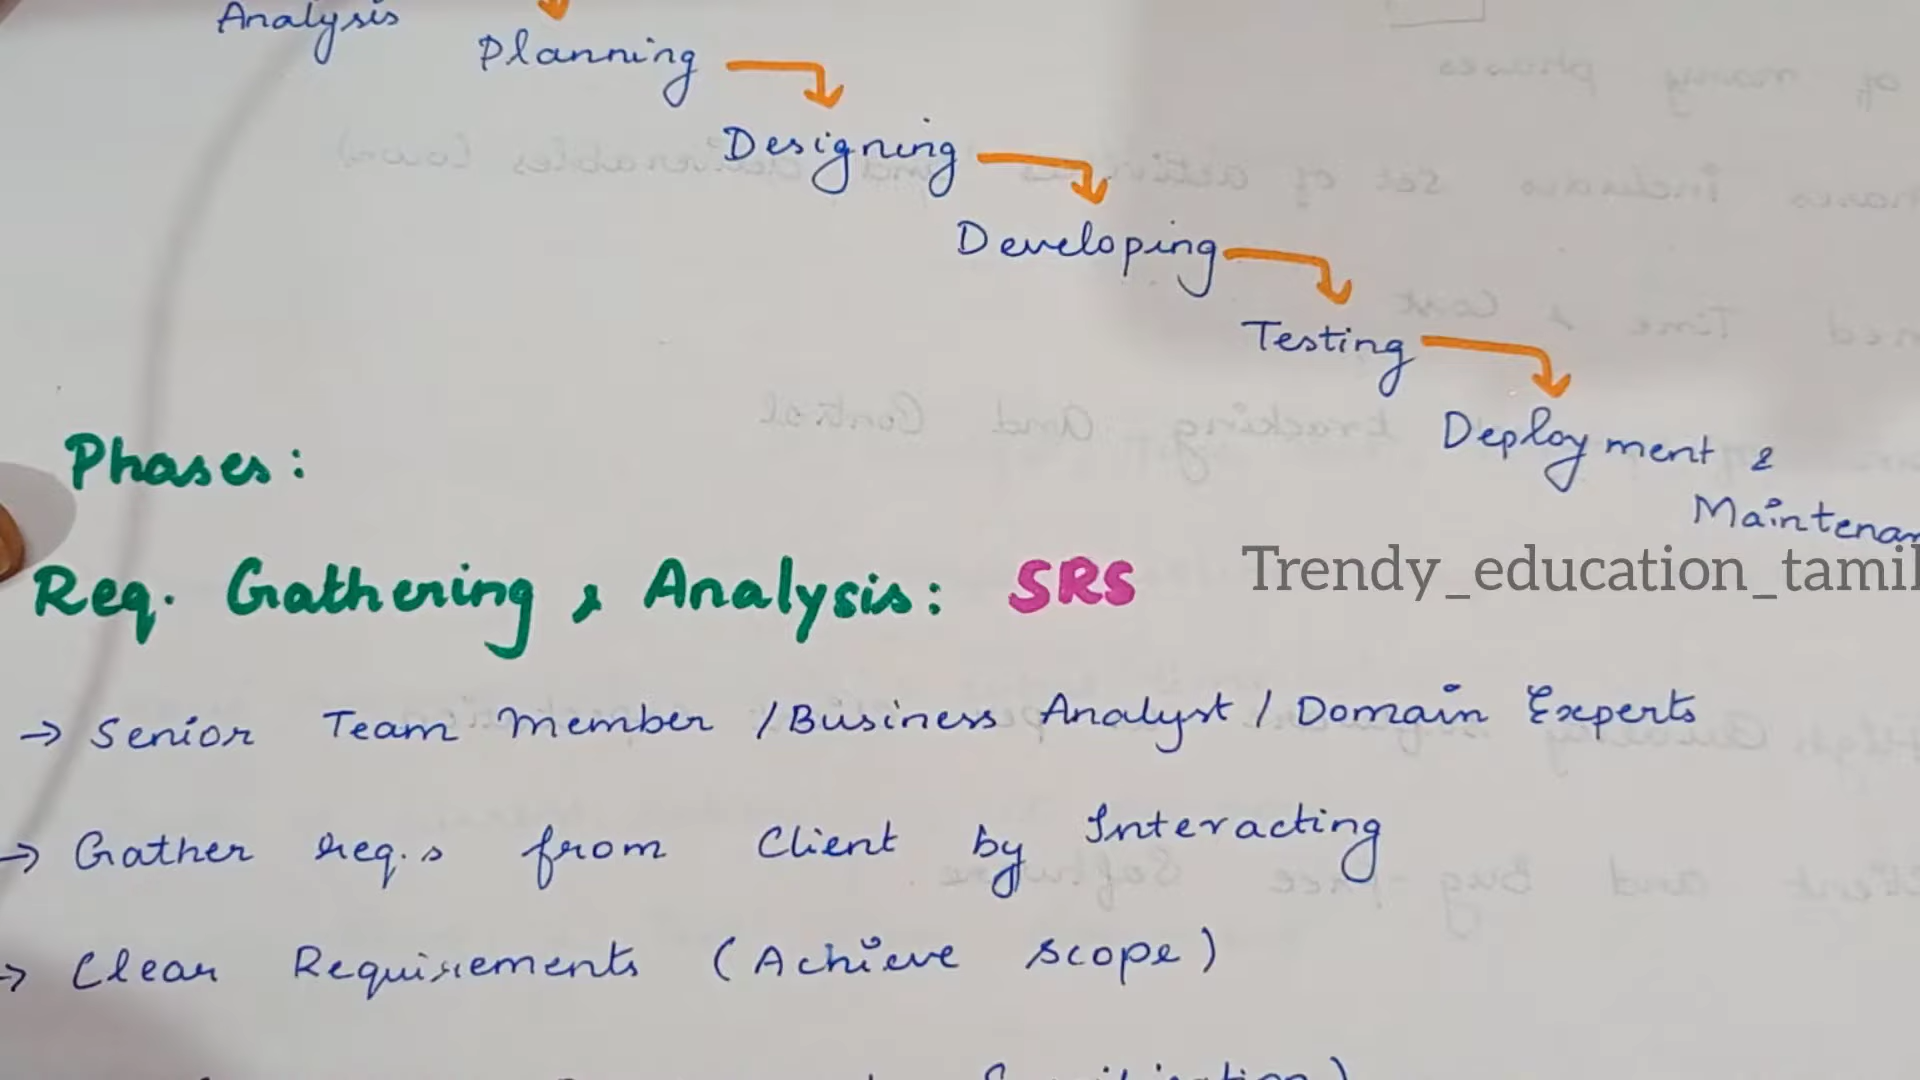 Analysis
Planning
Designing
Developing
Testing
Deployment &
Phases:
Req. Gathering & Analysis: SRS
Trendy_education_tamil
→ Senior Team Member / Business Analyst / Domain Experts
→ Gather req.s from Client by Interacting
→ Clear Requirements (Achieve scope)